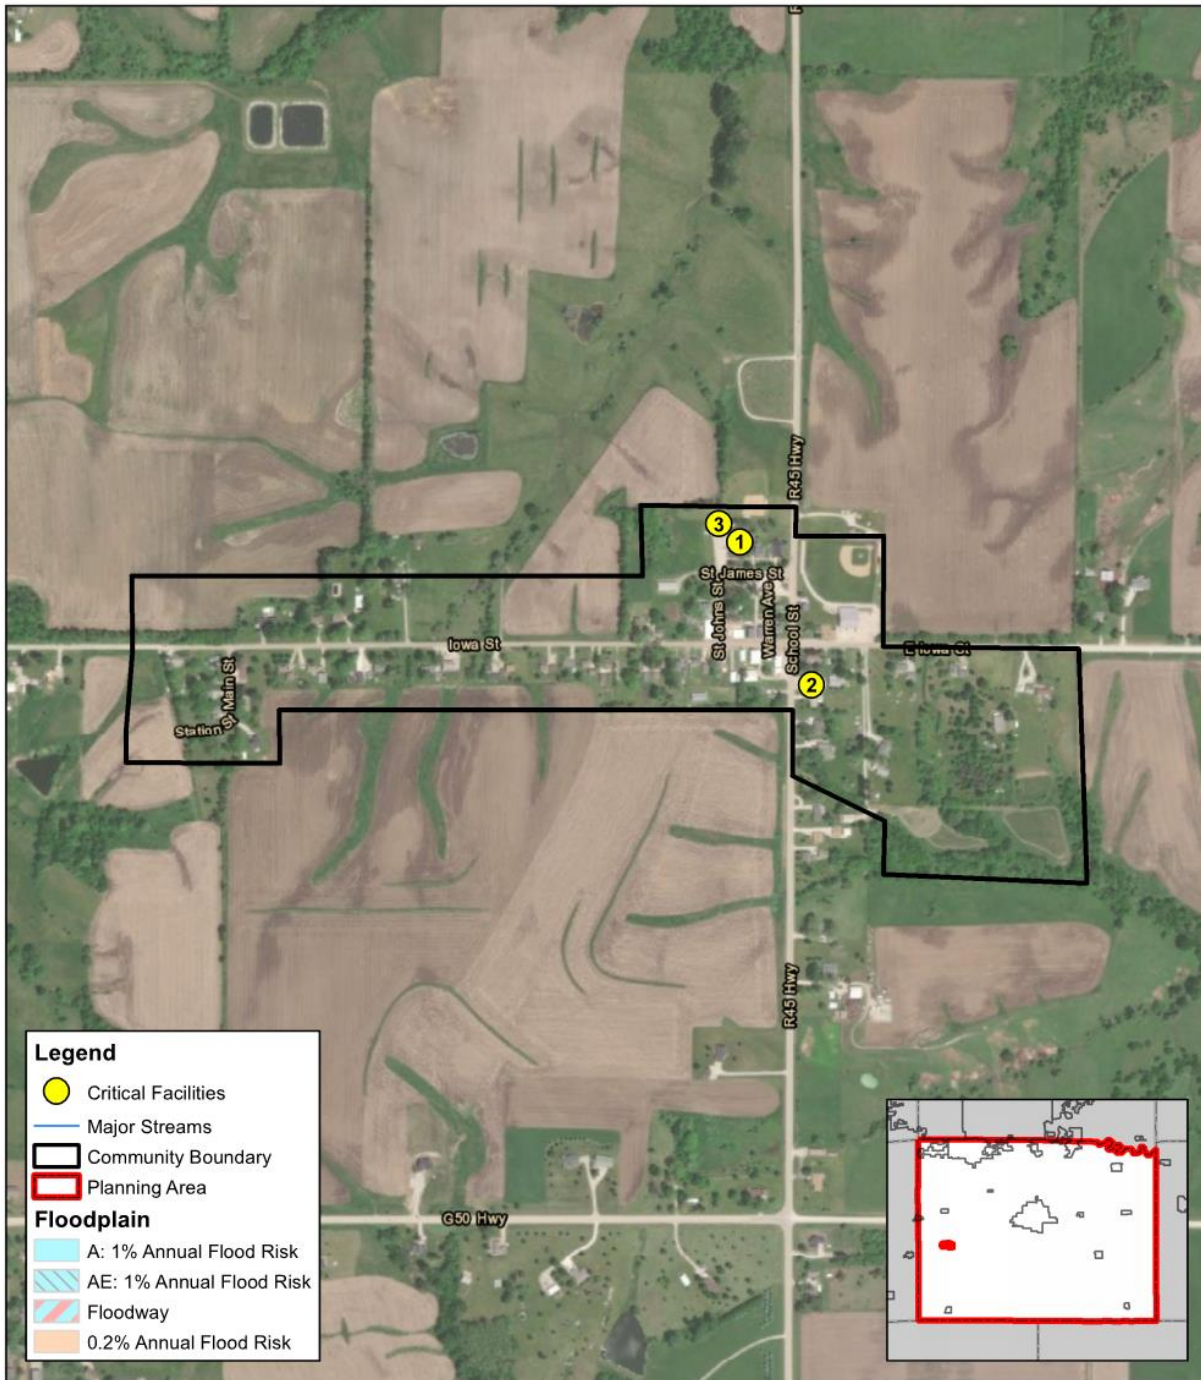 R45 Hwy
3
1
St James St
St Johns St
Warren Ave
School St
Iowa St
E Iowa St
2
S Main St
Station St
R45 Hwy
G50 Hwy
Legend
Critical Facilities
Major Streams
Community Boundary
Planning Area
Floodplain
A: 1% Annual Flood Risk
AE: 1% Annual Flood Risk
Floodway
0.2% Annual Flood Risk